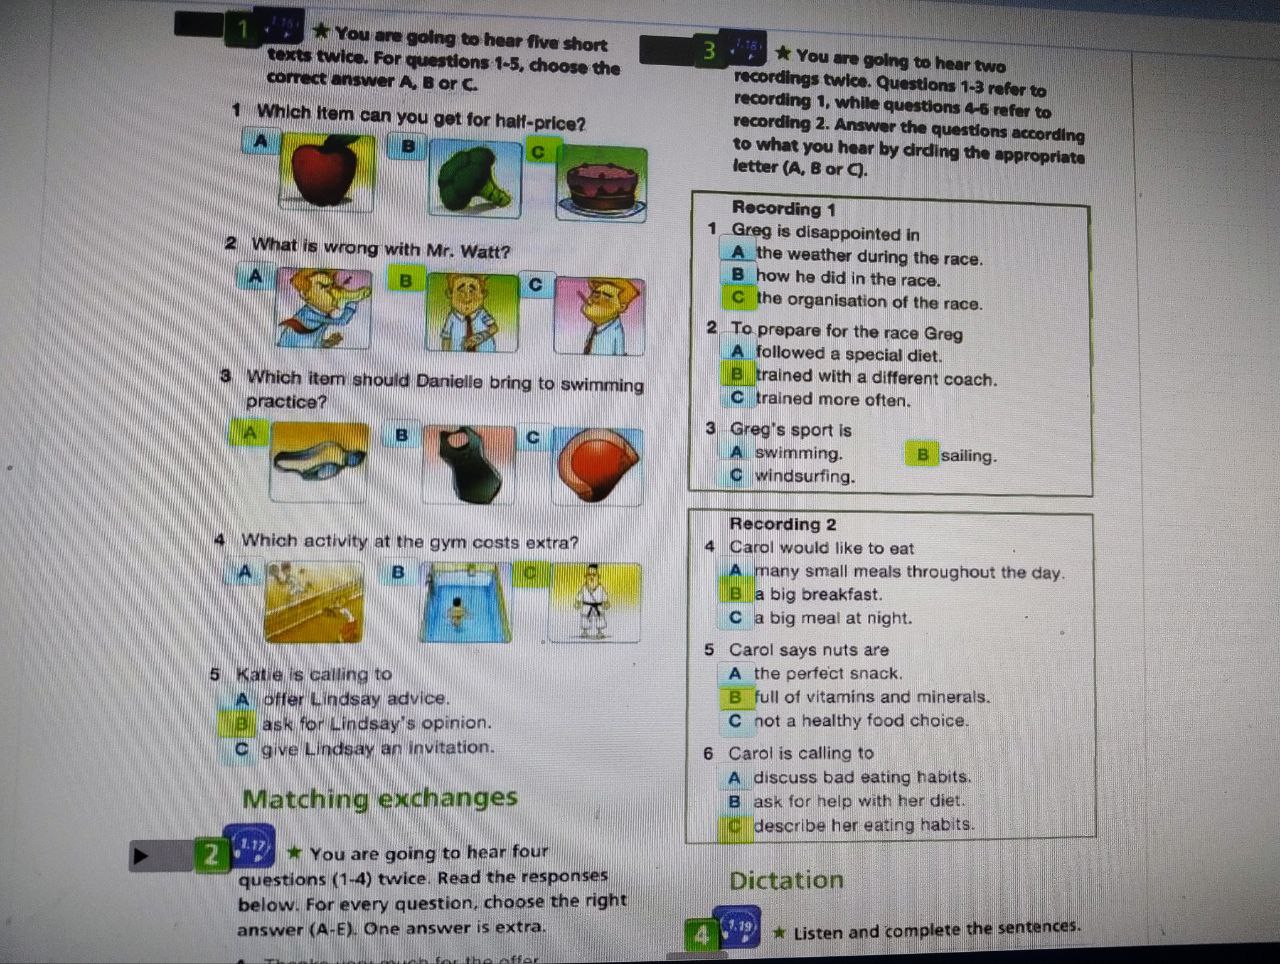 1 1.16 ★ You are going to hear five short
texts twice. For questions 1-5, choose the
correct answer A, B or C.
1 Which item can you get for half-price?
A B C
2 What is wrong with Mr. Watt?
A B C
3 Which item should Danielle bring to swimming
practice?
A B C
4 Which activity at the gym costs extra?
A B C
5 Katie is calling to
A offer Lindsay advice.
B ask for Lindsay's opinion.
C give Lindsay an invitation.
Matching exchanges
2 1.17 ★ You are going to hear four
questions (1-4) twice. Read the responses
below. For every question, choose the right
answer (A-E). One answer is extra.
3 1.18 ★ You are going to hear two
recordings twice. Questions 1-3 refer to
recording 1, while questions 4-6 refer to
recording 2. Answer the questions according
to what you hear by circling the appropriate
letter (A, B or C).
Recording 1
1 Greg is disappointed in
A the weather during the race.
B how he did in the race.
C the organisation of the race.
2 To prepare for the race Greg
A followed a special diet.
B trained with a different coach.
C trained more often.
3 Greg's sport is
A swimming. B sailing.
C windsurfing.
Recording 2
4 Carol would like to eat
A many small meals throughout the day.
B a big breakfast.
C a big meal at night.
5 Carol says nuts are
A the perfect snack.
B full of vitamins and minerals.
C not a healthy food choice.
6 Carol is calling to
A discuss bad eating habits.
B ask for help with her diet.
C describe her eating habits.
Dictation
4 1.19 ★ Listen and complete the sentences.